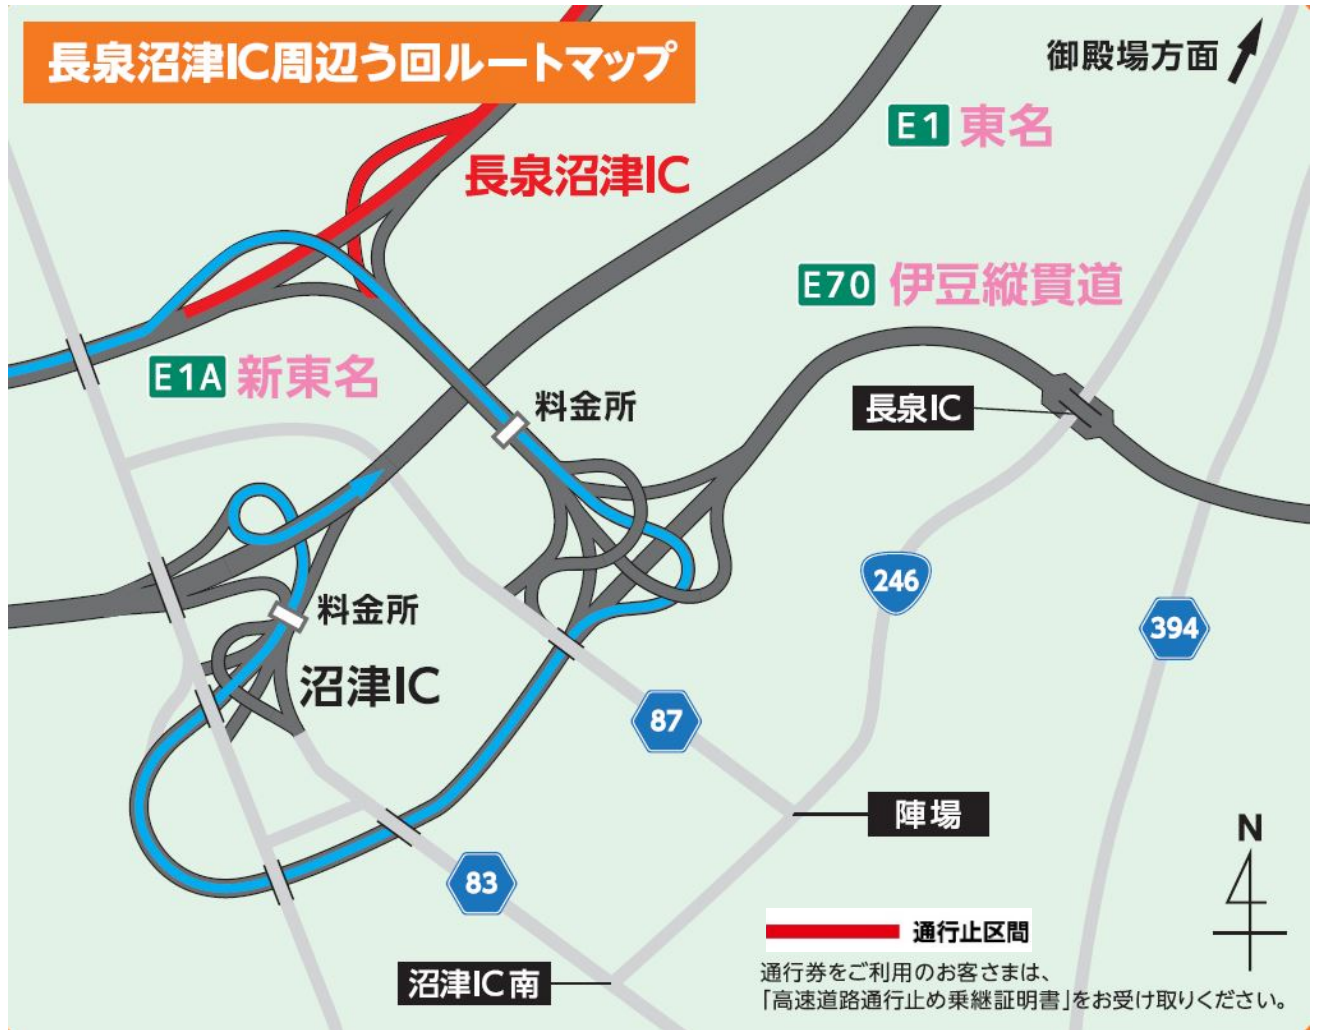 長泉沼津IC周辺う回ルートマップ
御殿場方面
E1 東名
長泉沼津IC
E70 伊豆縦貫道
E1A 新東名
料金所
長泉IC
246
料金所
394
沼津IC
87
陣場
N
83
通行止区間
沼津IC南
通行券をご利用のお客さまは、
「高速道路通行止め乗継証明書」をお受け取りください。